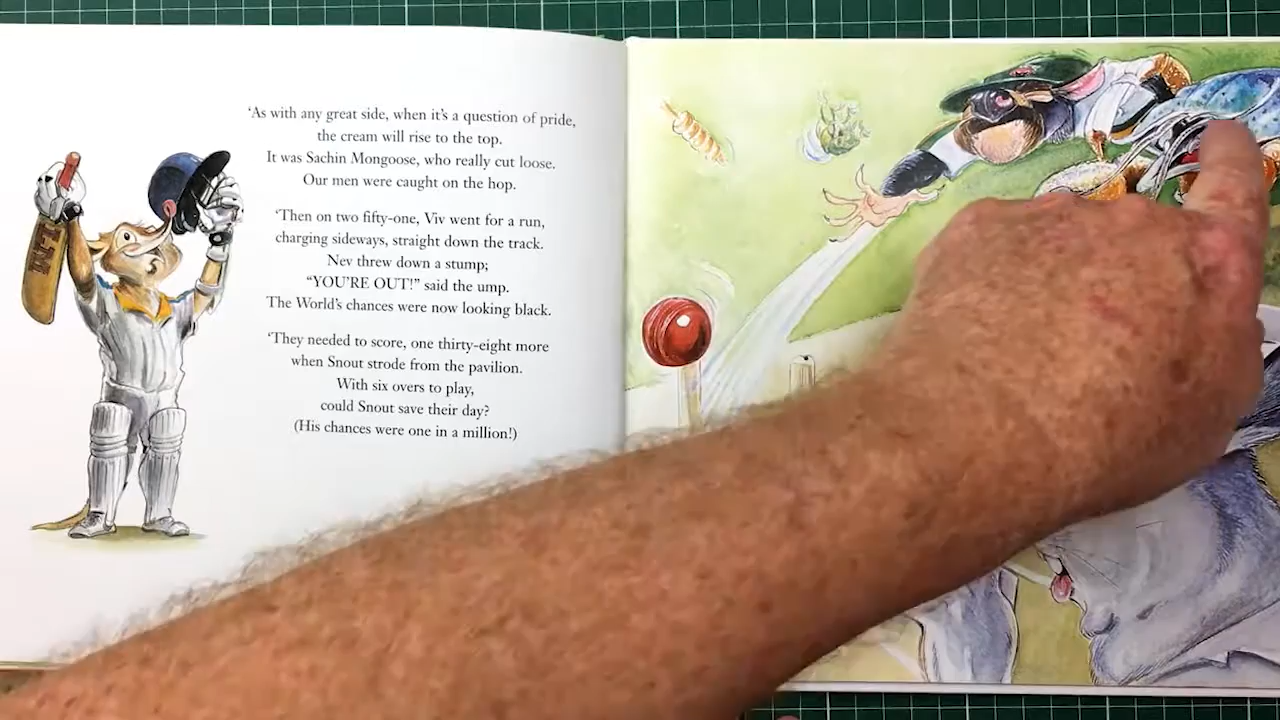 ‘As with any great side, when it’s a question of pride,
the cream will rise to the top.
It was Sachin Mongoose, who really cut loose.
Our men were caught on the hop.
‘Then on two fifty-one, Viv went for a run,
charging sideways, straight down the track.
Nev threw down a stump;
“YOU’RE OUT!” said the ump.
The World’s chances were now looking black.
‘They needed to score, one thirty-eight more
when Snout strode from the pavilion.
With six overs to play,
could Snout save their day?
(His chances were one in a million!)
LM